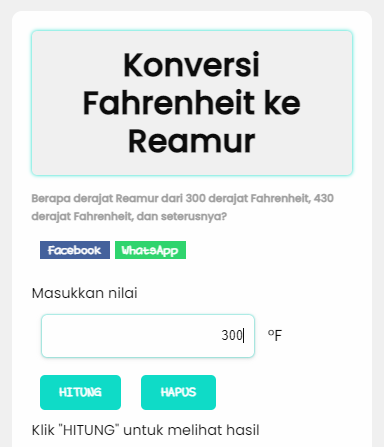 Konversi
Fahrenheit ke
Reamur
Berapa derajat Reamur dari 300 derajat Fahrenheit, 430
derajat Fahrenheit, dan seterusnya?
Facebook WhatsApp
Masukkan nilai
300 °F
HITUNG HAPUS
Klik "HITUNG" untuk melihat hasil